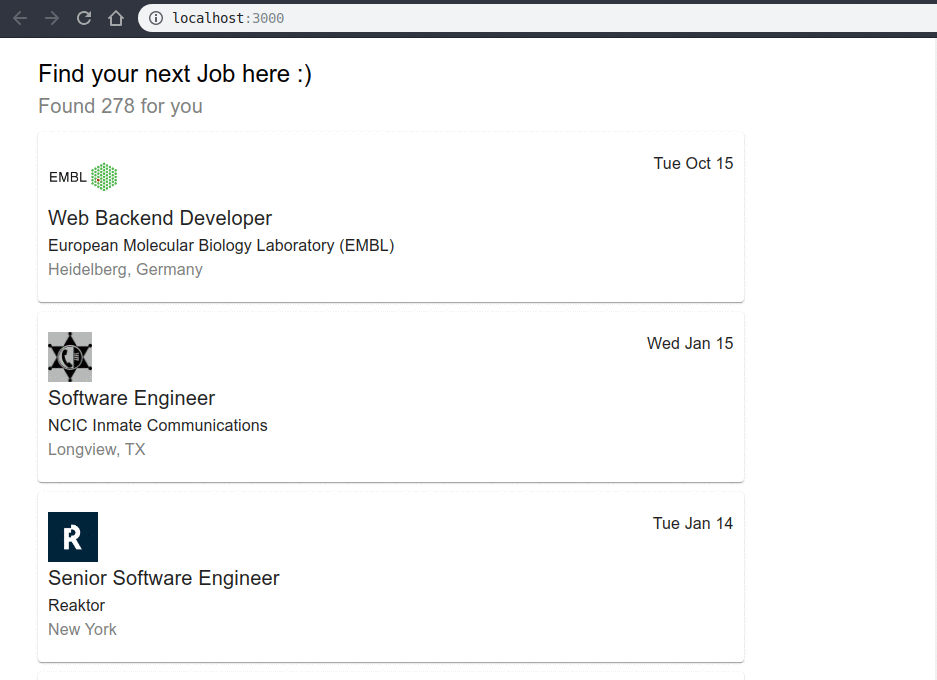 localhost:3000
Find your next Job here :)
Found 278 for you
EMBL
Tue Oct 15
Web Backend Developer
European Molecular Biology Laboratory (EMBL)
Heidelberg, Germany
Wed Jan 15
Software Engineer
NCIC Inmate Communications
Longview, TX
R
Tue Jan 14
Senior Software Engineer
Reaktor
New York